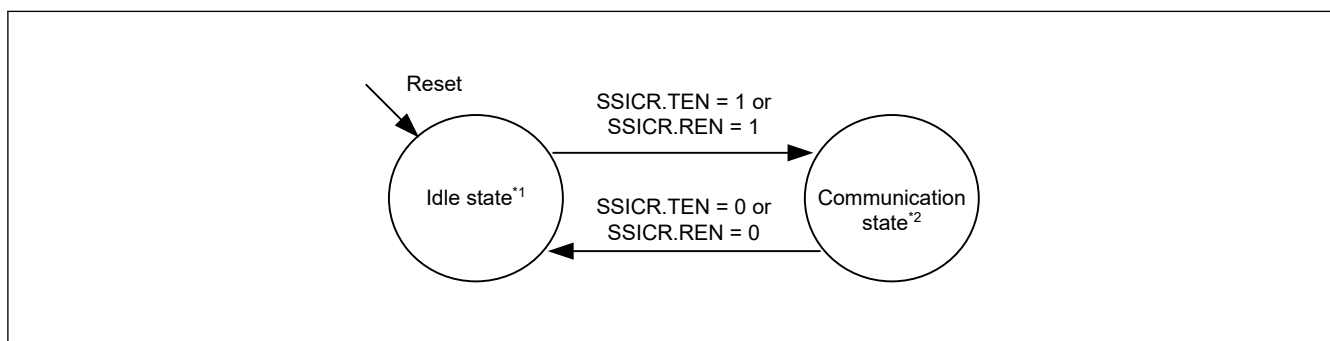 Reset
SSICR.TEN = 1 or
SSICR.REN = 1
Idle state*1
Communication
state*2
SSICR.TEN = 0 or
SSICR.REN = 0